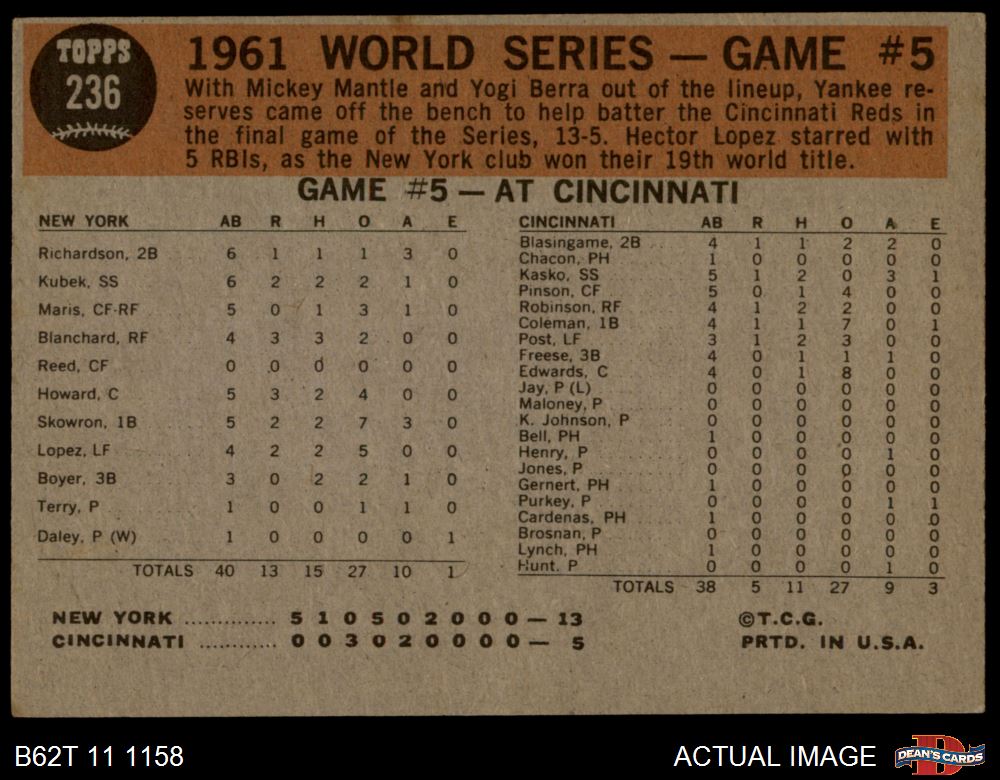 TOPPS
236
1961 WORLD SERIES — GAME #5
With Mickey Mantle and Yogi Berra out of the lineup, Yankee re-
serves came off the bench to help batter the Cincinnati Reds in
the final game of the Series, 13-5. Hector Lopez starred with
5 RBIs, as the New York club won their 19th world title.
GAME #5 — AT CINCINNATI
NEW YORK AB R H O A E
Richardson, 2B 6 1 1 1 3 0
Kubek, SS 6 2 2 2 1 0
Maris, CF-RF 5 0 1 3 1 0
Blanchard, RF 4 3 3 2 0 0
Reed, CF 0 0 0 0 0 0
Howard, C 5 3 2 4 0 0
Skowron, 1B 5 2 2 7 3 0
Lopez, LF 4 2 2 5 0 0
Boyer, 3B 3 0 2 2 1 0
Terry, P 1 0 0 1 1 0
Daley, P (W) 1 0 0 0 0 1
TOTALS 40 13 15 27 10 1
CINCINNATI AB R H O A E
Blasingame, 2B 4 1 1 2 2 0
Chacon, PH 1 0 0 0 0 0
Kasko, SS 5 1 2 0 3 1
Pinson, CF 5 0 1 4 0 0
Robinson, RF 4 1 2 2 0 0
Coleman, 1B 4 1 1 7 0 1
Post, LF 3 1 2 3 0 0
Freese, 3B 4 0 1 1 1 0
Edwards, C 4 0 1 8 0 0
Jay, P (L) 0 0 0 0 0 0
Maloney, P 0 0 0 0 0 0
K. Johnson, P 0 0 0 0 0 0
Bell, PH 1 0 0 0 0 0
Henry, P 0 0 0 0 1 0
Jones, P 0 0 0 0 0 0
Gernert, PH 1 0 0 0 0 0
Purkey, P 0 0 0 0 1 1
Cardenas, PH 1 0 0 0 0 0
Brosnan, P 0 0 0 0 0 0
Lynch, PH 1 0 0 0 0 0
Hunt, P 0 0 0 0 1 0
TOTALS 38 5 11 27 9 3
NEW YORK .............. 5 1 0 5 0 2 0 0 0 — 13
CINCINNATI ............ 0 0 3 0 2 0 0 0 0 — 5
©T.C.G.
PRTD. IN U.S.A.
B62T 11 1158
ACTUAL IMAGE
D
DEAN'S CARDS